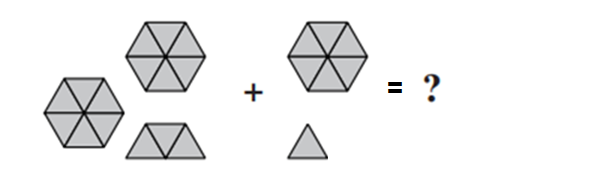 + = ?